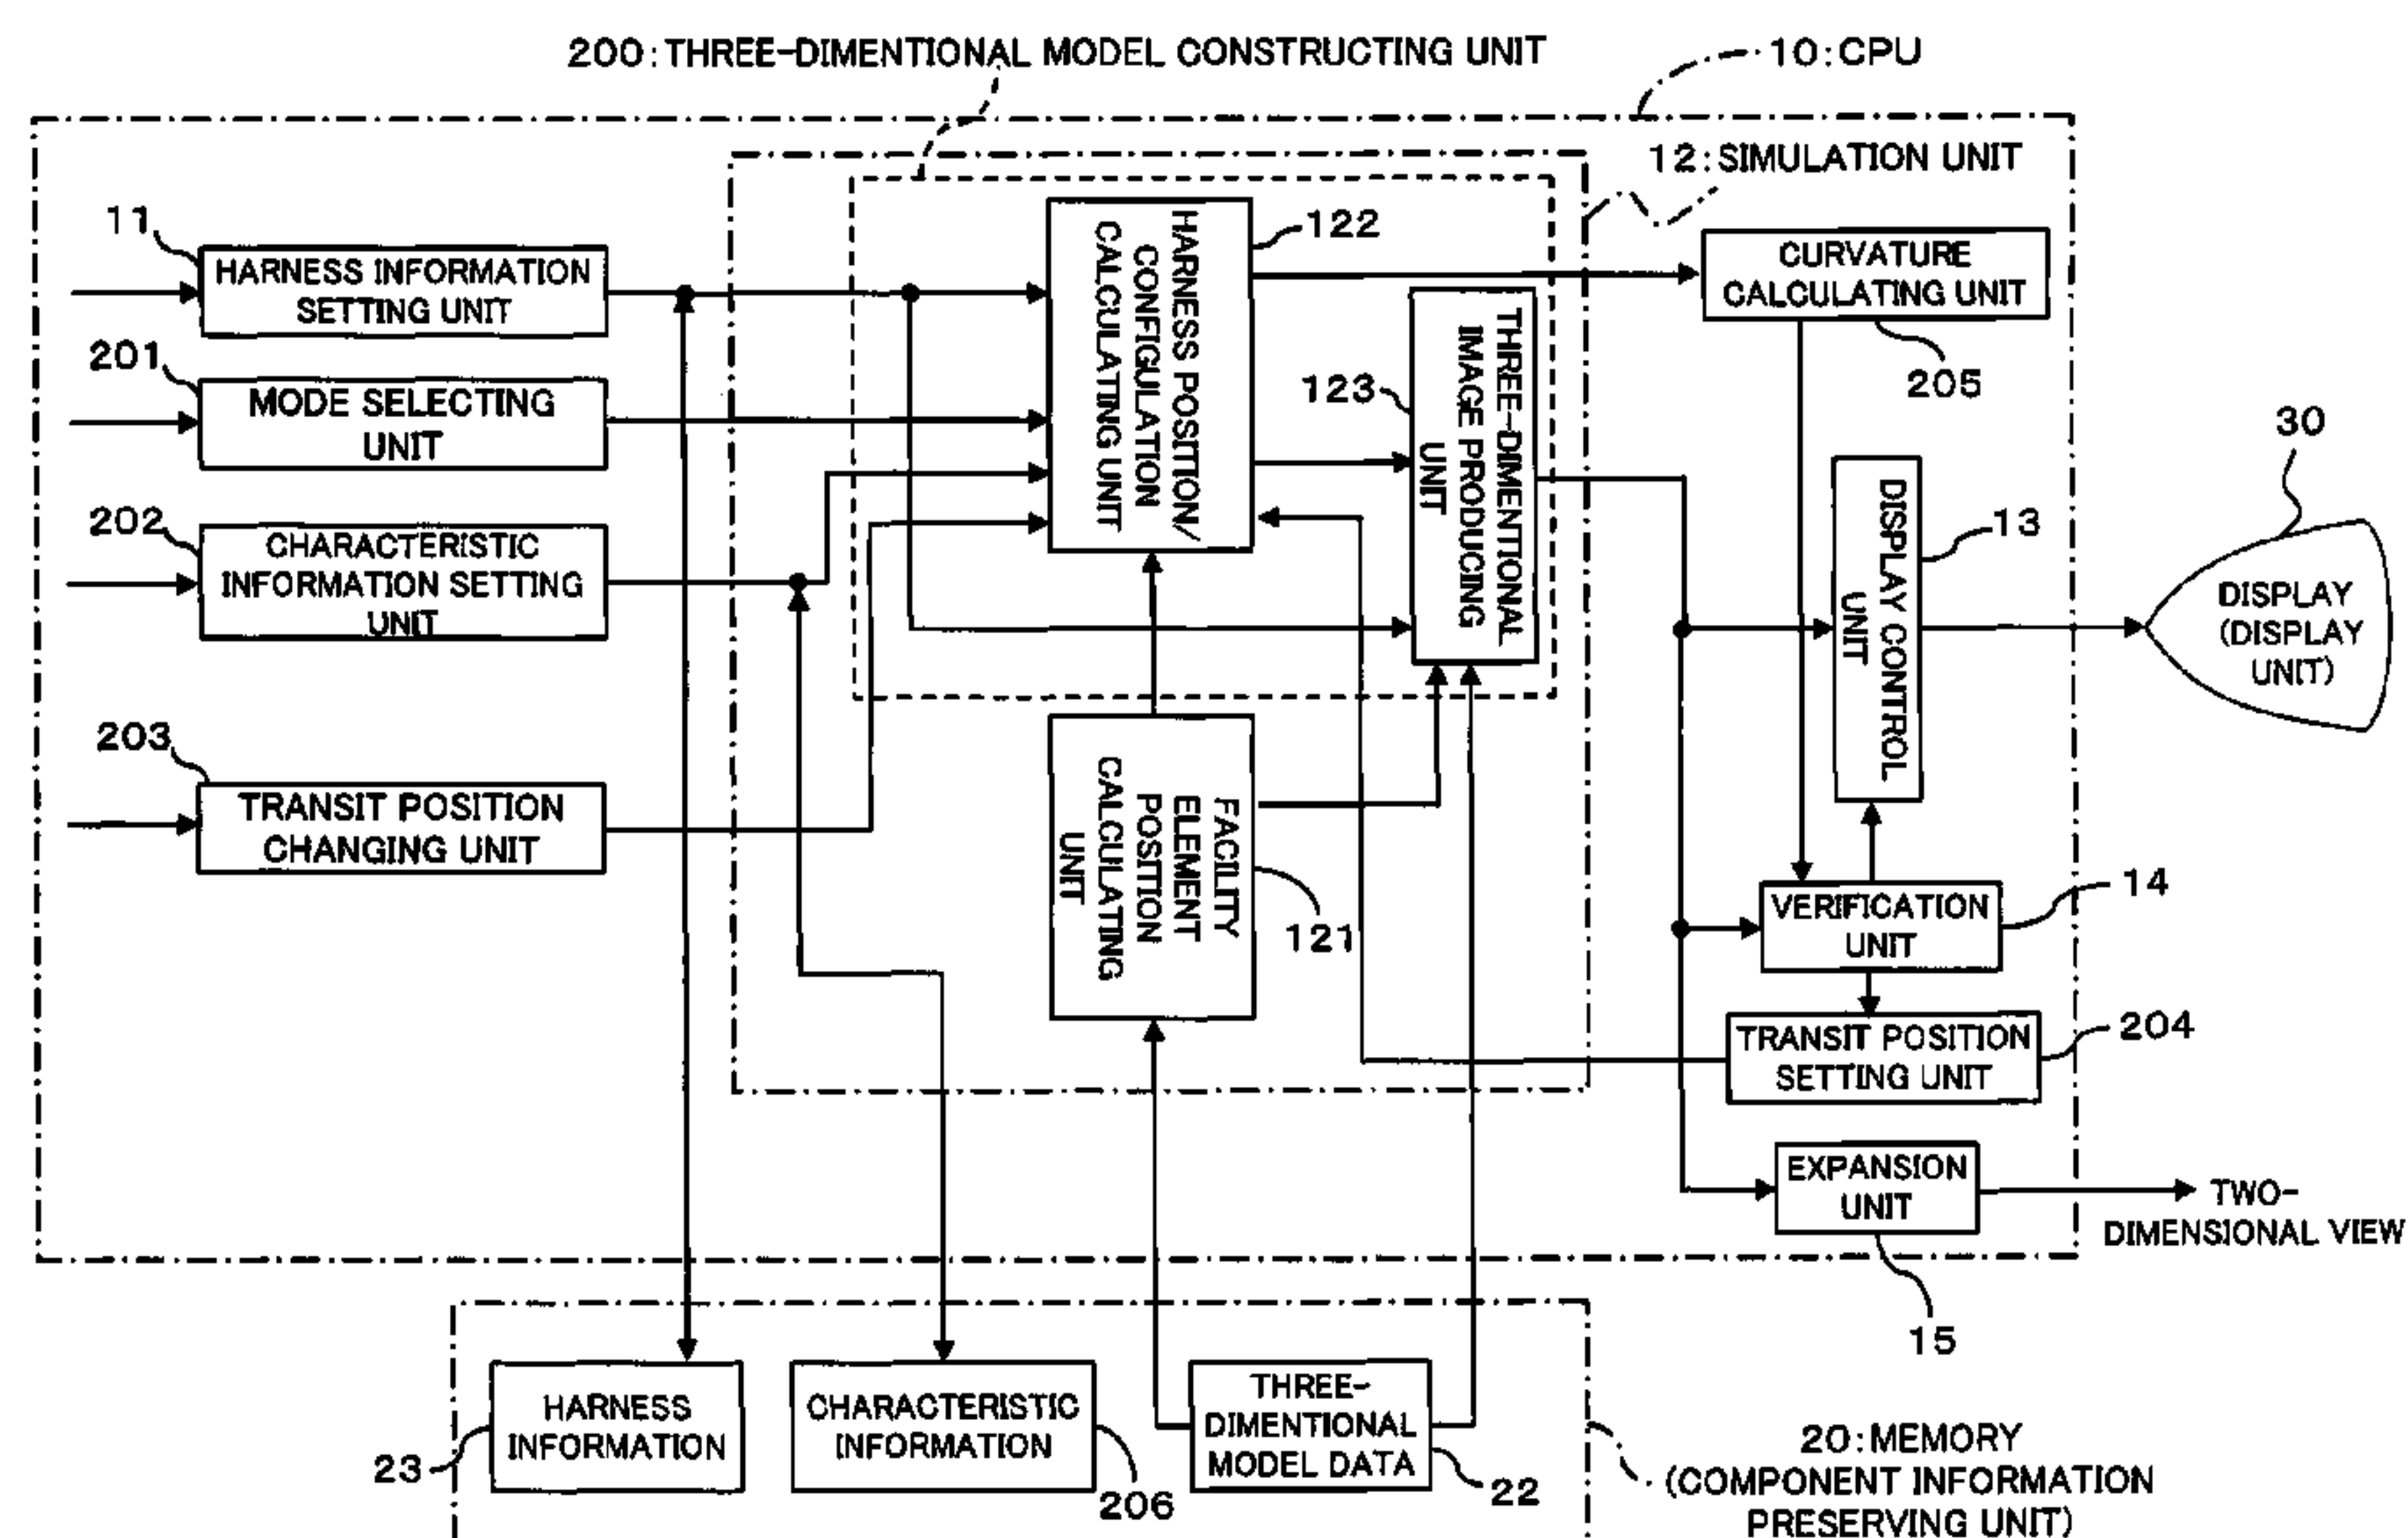 200:THREE-DIMENTIONAL MODEL CONSTRUCTING UNIT
10:CPU
12:SIMULATION UNIT
11
HARNESS INFORMATION
SETTING UNIT
201
MODE SELECTING
UNIT
202
CHARACTERISTIC
INFORMATION SETTING
UNIT
203
TRANSIT POSITION
CHANGING UNIT
HARNESS POSITION/
CONFIGULATION
CALCULATING UNIT
122
123
THREE-DIMENTIONAL
IMAGE PRODUCING
UNIT
FACILITY
ELEMENT
POSITION
CALCULATING
UNIT
121
CURVATURE
CALCULATING UNIT
205
DISPLAY CONTROL
UNIT
13
30
DISPLAY
(DISPLAY
UNIT)
VERIFICATION
UNIT
14
TRANSIT POSITION
SETTING UNIT
204
EXPANSION
UNIT
15
TWO-
DIMENSIONAL VIEW
HARNESS
INFORMATION
23
CHARACTERISTIC
INFORMATION
206
THREE-
DIMENTIONAL
MODEL DATA
22
20:MEMORY
(COMPONENT INFORMATION
PRESERVING UNIT)